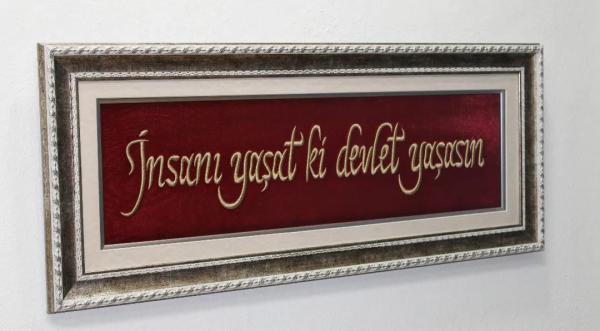 İnsanı yaşat ki devlet yaşasın